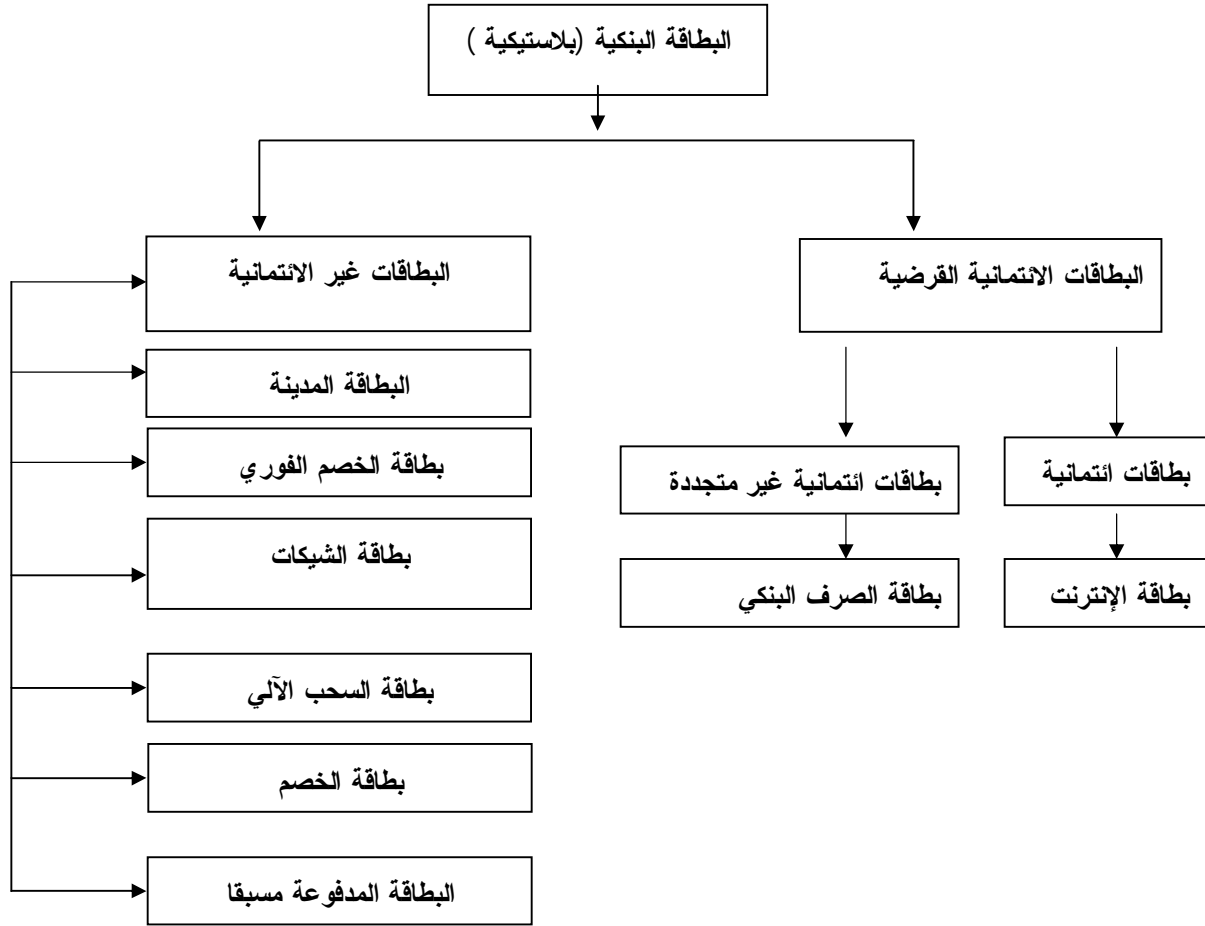 البطاقة البنكية (بلاستيكية )
البطاقات الائتمانية القرضية
البطاقات غير الائتمانية
بطاقات ائتمانية
بطاقات ائتمانية غير متجددة
بطاقة الإنترنت
بطاقة الصرف البنكي
البطاقة المدينة
بطاقة الخصم الفوري
بطاقة الشيكات
بطاقة السحب الآلي
بطاقة الخصم
البطاقة المدفوعة مسبقا